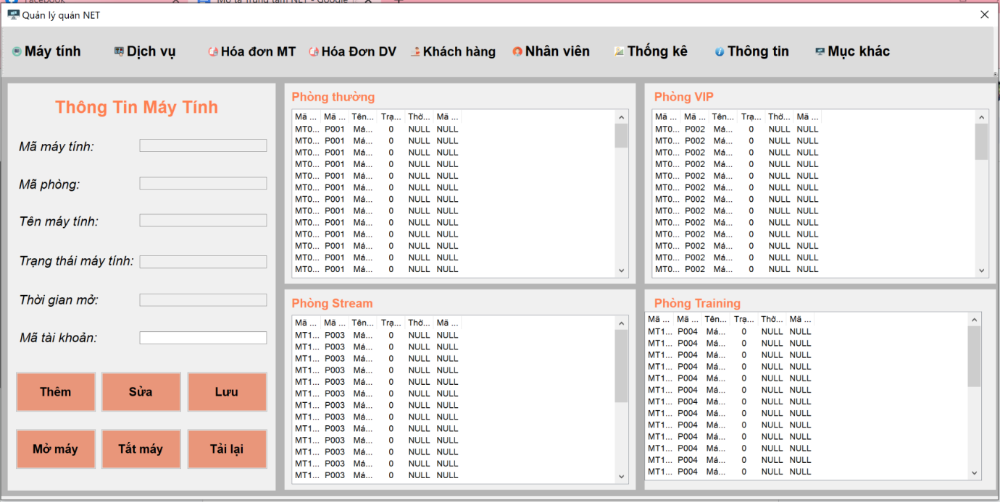 Facebook
Mô tả Trung tâm NET - Google
Quản lý quán NET
Máy tính Dịch vụ Hóa đơn MT Hóa Đơn DV Khách hàng Nhân viên Thống kê Thông tin Mục khác
Thông Tin Máy Tính
Mã máy tính:
Mã phòng:
Tên máy tính:
Trạng thái máy tính:
Thời gian mở:
Mã tài khoản:
Thêm Sửa Lưu
Mở máy Tắt máy Tải lại
Phòng thường
Mã ... Mã ... Tên... Trạ... Thờ... Mã ...
MT0... P001 Má... 0 NULL NULL
MT0... P001 Má... 0 NULL NULL
MT0... P001 Má... 0 NULL NULL
MT0... P001 Má... 0 NULL NULL
MT0... P001 Má... 0 NULL NULL
MT0... P001 Má... 0 NULL NULL
MT0... P001 Má... 0 NULL NULL
MT0... P001 Má... 0 NULL NULL
MT0... P001 Má... 0 NULL NULL
MT0... P001 Má... 0 NULL NULL
MT0... P001 Má... 0 NULL NULL
MT0... P001 Má... 0 NULL NULL
MT0... P001 Má... 0 NULL NULL
Phòng VIP
Mã ... Mã ... Tên... Trạ... Thờ... Mã ...
MT0... P002 Má... 0 NULL NULL
MT0... P002 Má... 0 NULL NULL
MT0... P002 Má... 0 NULL NULL
MT0... P002 Má... 0 NULL NULL
MT0... P002 Má... 0 NULL NULL
MT0... P002 Má... 0 NULL NULL
MT0... P002 Má... 0 NULL NULL
MT0... P002 Má... 0 NULL NULL
MT0... P002 Má... 0 NULL NULL
MT0... P002 Má... 0 NULL NULL
MT0... P002 Má... 0 NULL NULL
MT0... P002 Má... 0 NULL NULL
MT0... P002 Má... 0 NULL NULL
Phòng Stream
Mã ... Mã ... Tên... Trạ... Thờ... Mã ...
MT1... P003 Má... 0 NULL NULL
MT1... P003 Má... 0 NULL NULL
MT1... P003 Má... 0 NULL NULL
MT1... P003 Má... 0 NULL NULL
MT1... P003 Má... 0 NULL NULL
MT1... P003 Má... 0 NULL NULL
MT1... P003 Má... 0 NULL NULL
MT1... P003 Má... 0 NULL NULL
MT1... P003 Má... 0 NULL NULL
MT1... P003 Má... 0 NULL NULL
MT1... P003 Má... 0 NULL NULL
MT1... P003 Má... 0 NULL NULL
MT1... P003 Má... 0 NULL NULL
Phòng Training
Mã ... Mã ... Tên... Trạ... Thờ... Mã ...
MT1... P004 Má... 0 NULL NULL
MT1... P004 Má... 0 NULL NULL
MT1... P004 Má... 0 NULL NULL
MT1... P004 Má... 0 NULL NULL
MT1... P004 Má... 0 NULL NULL
MT1... P004 Má... 0 NULL NULL
MT1... P004 Má... 0 NULL NULL
MT1... P004 Má... 0 NULL NULL
MT1... P004 Má... 0 NULL NULL
MT1... P004 Má... 0 NULL NULL
MT1... P004 Má... 0 NULL NULL
MT1... P004 Má... 0 NULL NULL
MT1... P004 Má... 0 NULL NULL